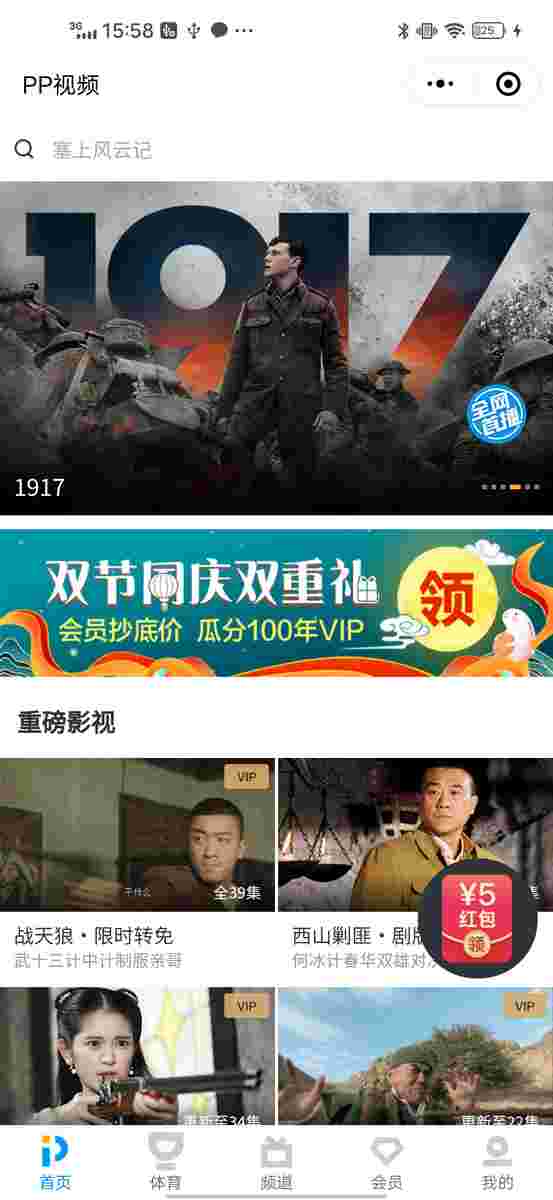 3G 15:58 25
PP视频
塞上风云记
1917
全网
首播
1917
双节同庆双重礼
领
会员抄底价 瓜分100年VIP
重磅影视
VIP
干什么
全39集
集
¥5
红包
领
战天狼·限时转免
西山剿匪·剧版
武十三计中计制服亲哥
何冰计春华双雄对
VIP
VIP
更新至34集
更新至22集
首页
体育
频道
会员
我的